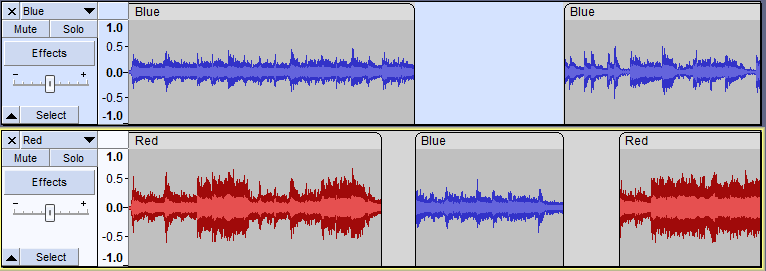 Blue
Blue
Blue
Mute Solo
Effects
- +
Select
1.0
0.5
0.0
-0.5
-1.0
Red
Red
Blue
Red
Mute Solo
Effects
- +
Select
1.0
0.5
0.0
-0.5
-1.0